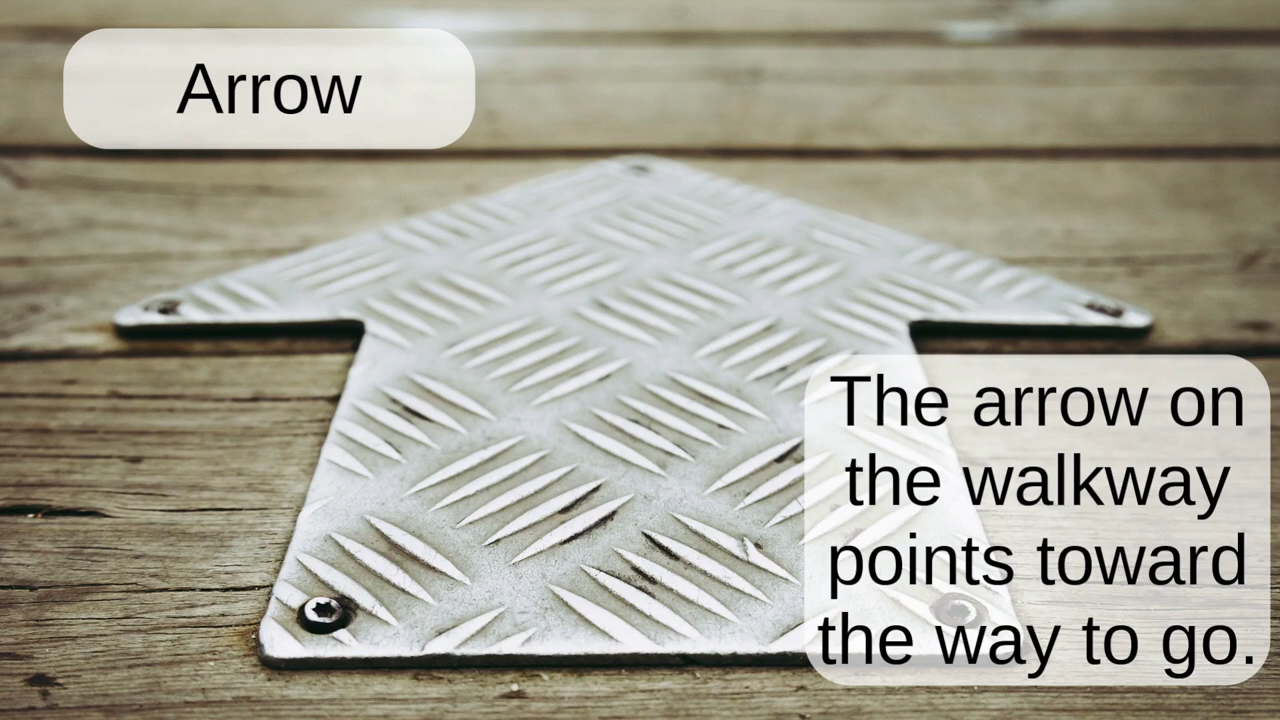 Arrow
The arrow on
the walkway
points toward
the way to go.